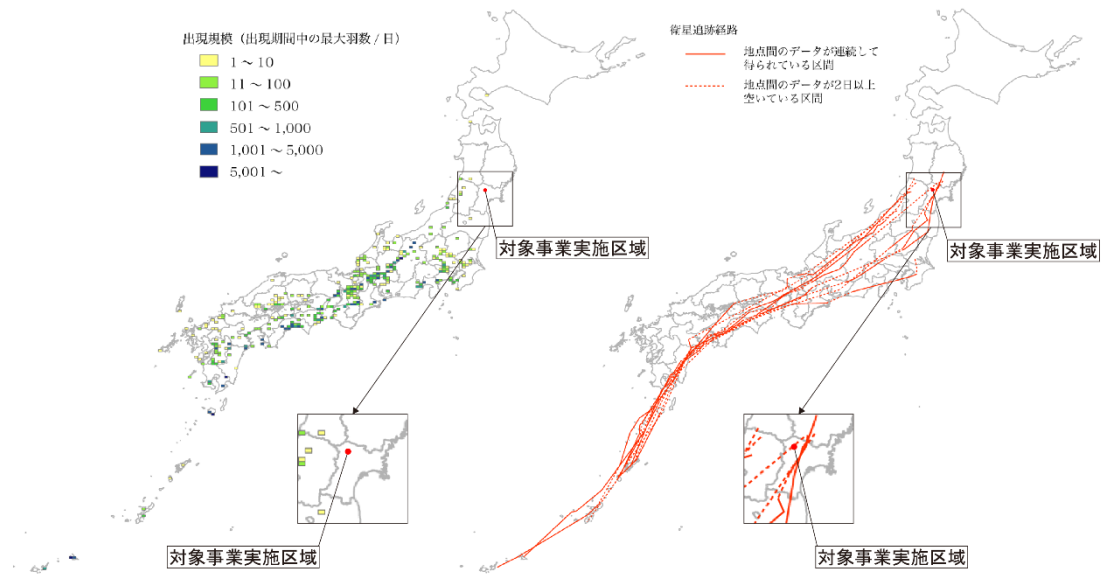 出現規模（出現期間中の最大羽数 / 日）
1 ～ 10
11 ～ 100
101 ～ 500
501 ～ 1,000
1,001 ～ 5,000
5,001 ～
対象事業実施区域
対象事業実施区域
衛星追跡経路
地点間のデータが連続して
得られている区間
地点間のデータが2日以上
空いている区間
対象事業実施区域
対象事業実施区域